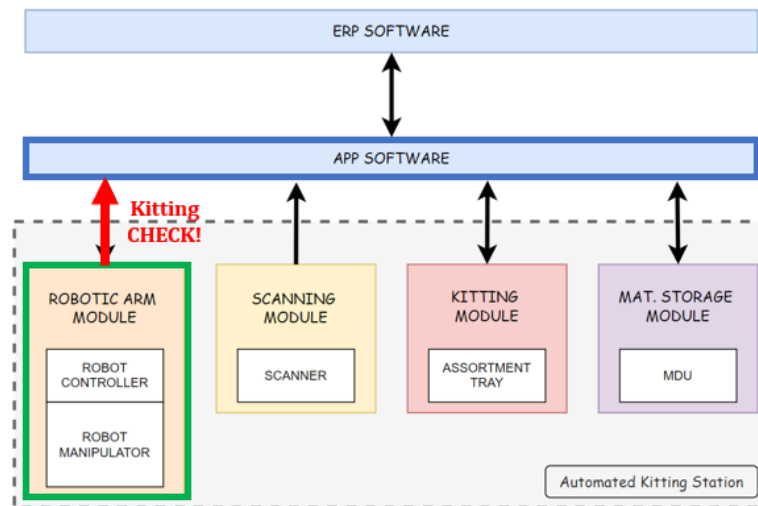 ERP SOFTWARE
APP SOFTWARE
Kitting
CHECK!
ROBOTIC ARM
MODULE
ROBOT
CONTROLLER
ROBOT
MANIPULATOR
SCANNING
MODULE
SCANNER
KITTING
MODULE
ASSORTMENT
TRAY
MAT. STORAGE
MODULE
MDU
Automated Kitting Station